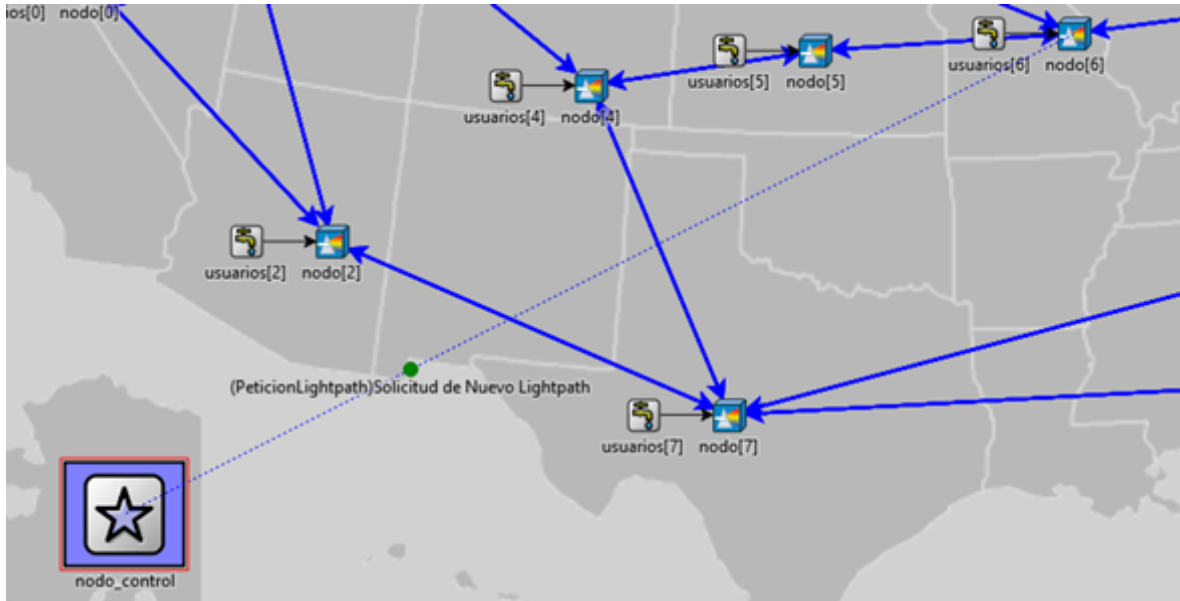 ios[0] nodo[0]
usuarios[6] nodo[6]
usuarios[5] nodo[5]
usuarios[4] nodo[4]
usuarios[2] nodo[2]
(PeticionLightpath)Solicitud de Nuevo Lightpath
usuarios[7] nodo[7]
nodo_control